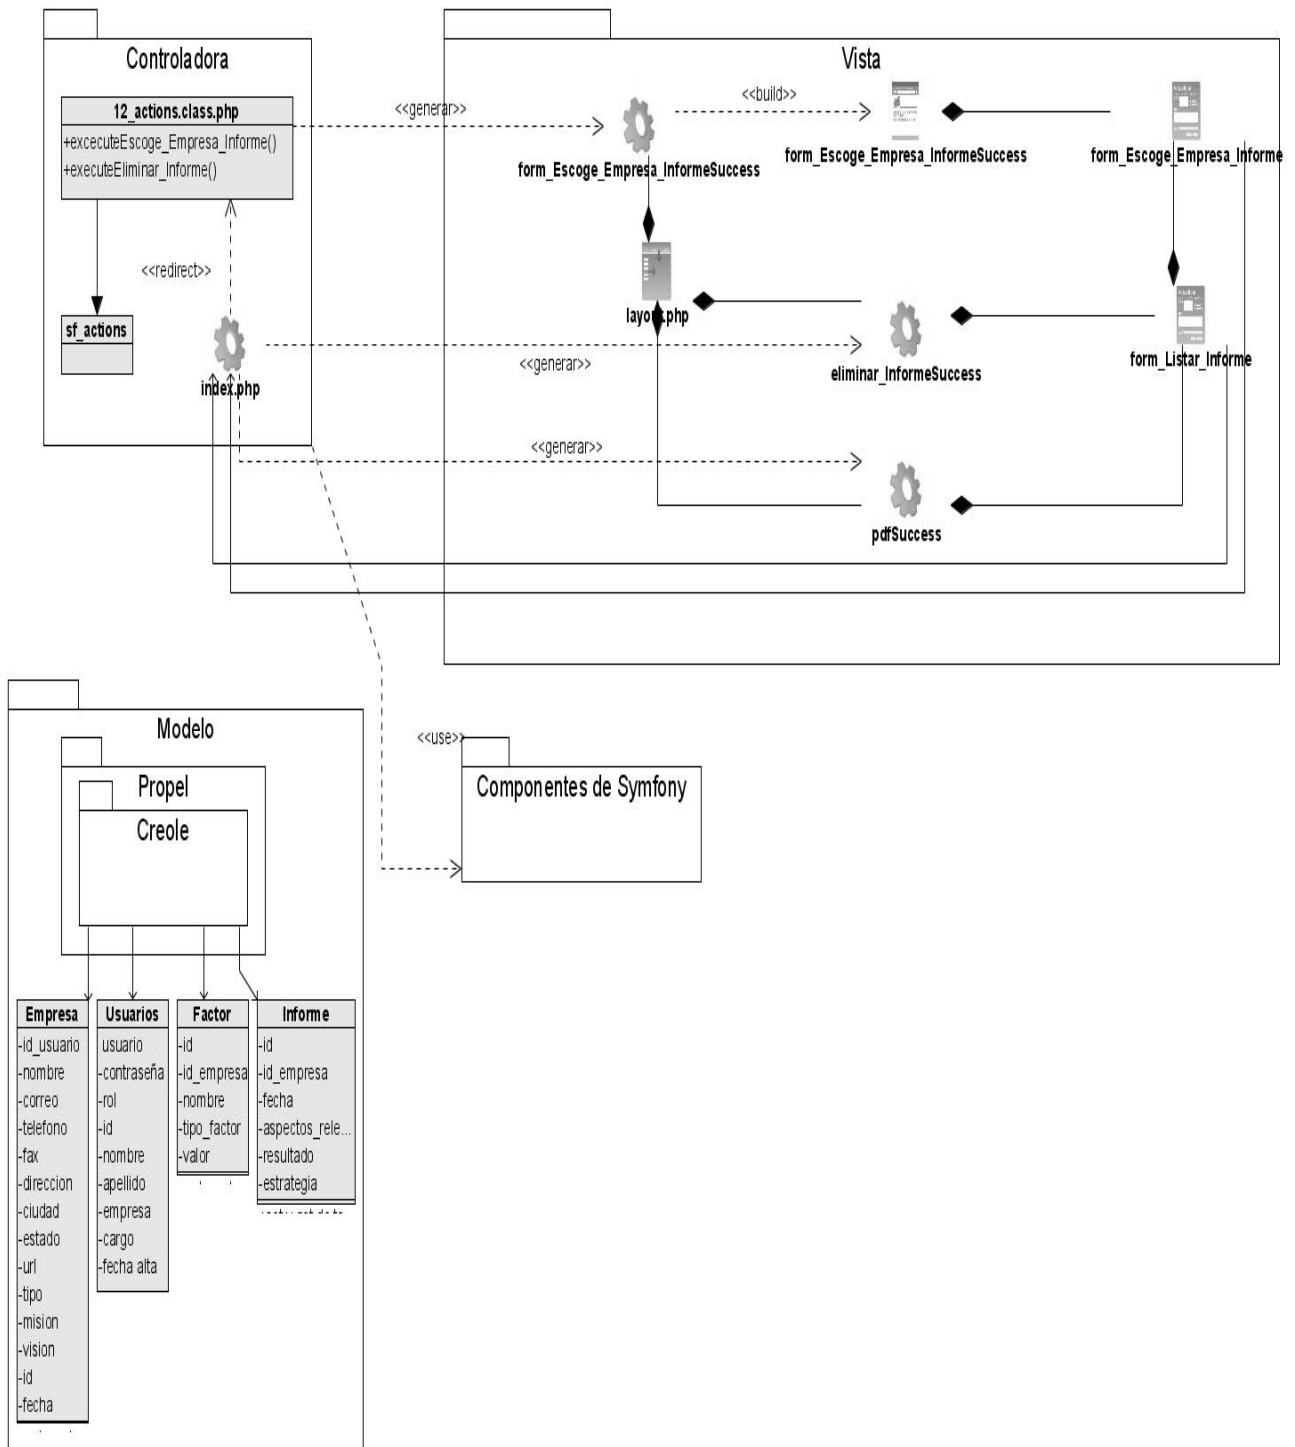 Controladora
12_actions.class.php
+excecuteEscoge_Empresa_Informe()
+executeEliminar_Informe()
<<redirect>>
sf_actions
index.php
<<generar>>
Vista
<<build>>
form_Escoge_Empresa_InformeSuccess
form_Escoge_Empresa_InformeSuccess
form_Escoge_Empresa_Informe
layout.php
<<generar>>
eliminar_InformeSuccess
form_Listar_Informe
<<generar>>
pdfSuccess
Modelo
Propel
Creole
<<use>>
Componentes de Symfony
Empresa
-id_usuario
-nombre
-correo
-telefono
-fax
-direccion
-ciudad
-estado
-url
-tipo
-mision
-vision
-id
-fecha
Usuarios
usuario
-contraseña
-rol
-id
-nombre
-apellido
-empresa
-cargo
-fecha alta
Factor
-id
-id_empresa
-nombre
-tipo_factor
-valor
Informe
-id
-id_empresa
-fecha
-aspectos_rele...
-resultado
-estrategia